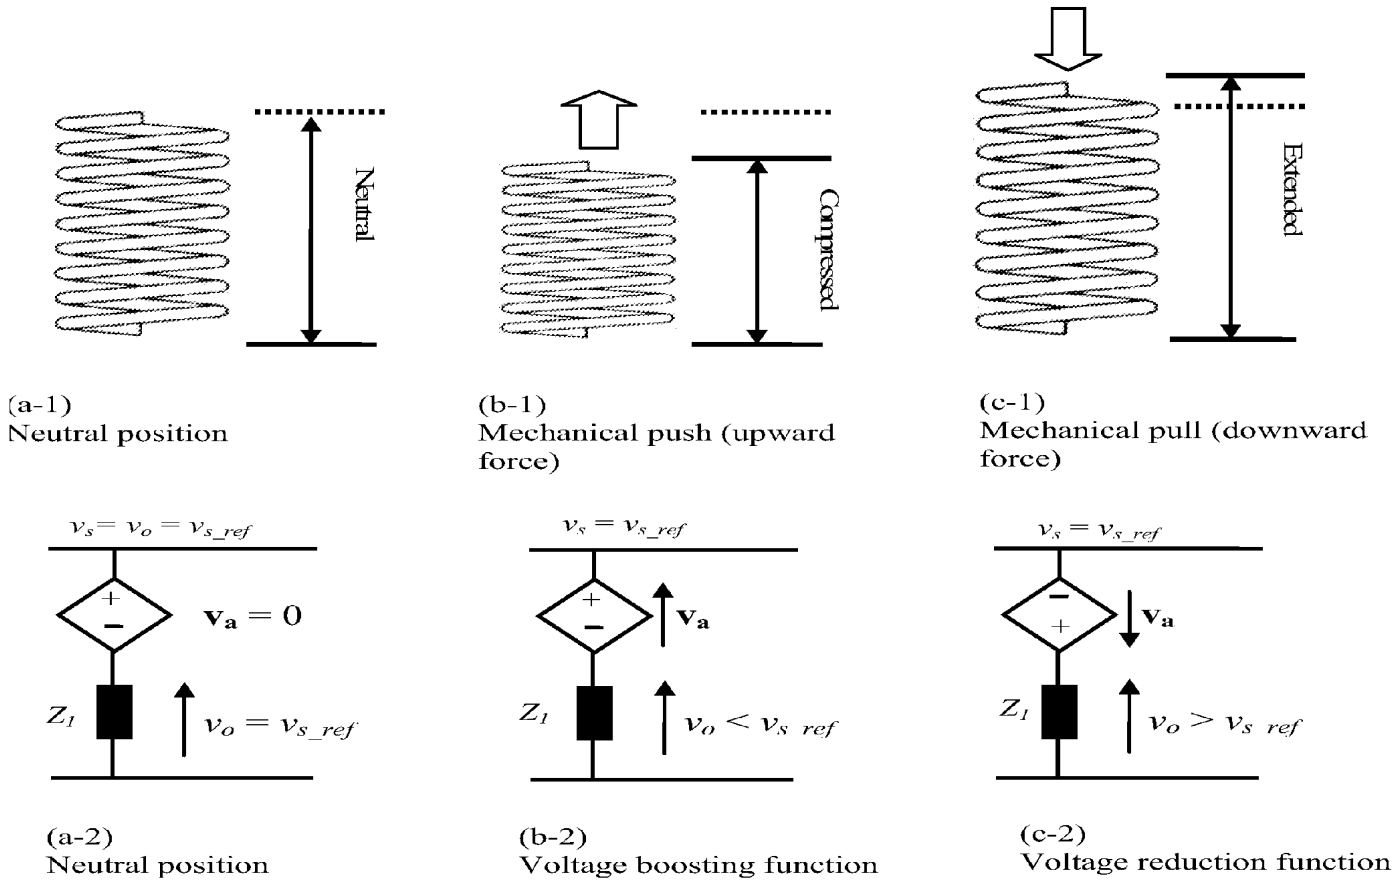 Neutral
Compressed
Extended
(a-1)
Neutral position
(b-1)
Mechanical push (upward
force)
(c-1)
Mechanical pull (downward
force)
vs= vo = vs_ref
+
−
va = 0
Z1
vo = vs_ref
(a-2)
Neutral position
vs = vs_ref
+
−
va
Z1
vo < vs_ref
(b-2)
Voltage boosting function
vs = vs_ref
−
+
va
Z1
vo > vs_ref
(c-2)
Voltage reduction function